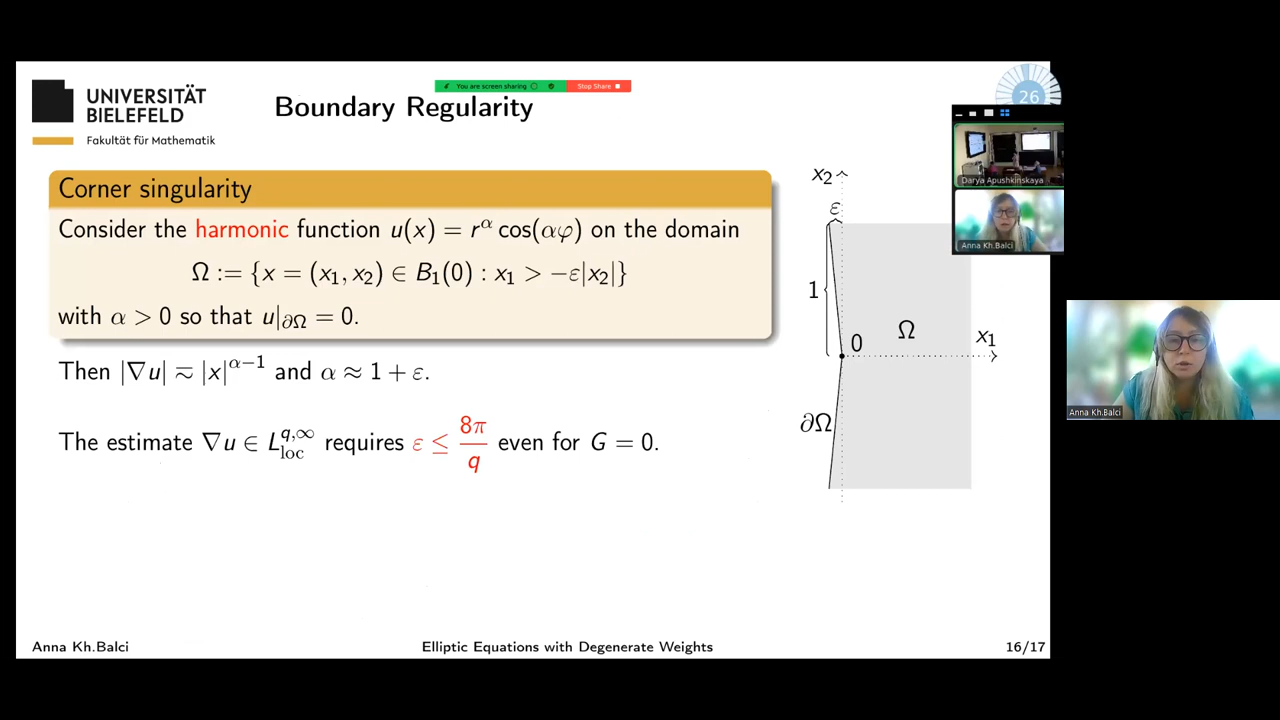 UNIVERSITÄT
BIELEFELD
Fakultät für Mathematik
You are screen sharing
Stop Share
Boundary Regularity
26
Corner singularity
Consider the harmonic function u(x) = r^α cos(αφ) on the domain
Ω := {x = (x₁, x₂) ∈ B₁(0) : x₁ > −ε|x₂|}
with α > 0 so that u|∂Ω = 0.
Then |∇u| ≂ |x|^{α−1} and α ≈ 1 + ε.
The estimate ∇u ∈ L^{q,∞}_{loc} requires ε ≤ 8π/q even for G = 0.
x₂
ε
1
0
Ω
x₁
∂Ω
Darya Apushkinskaya
Anna Kh.Balci
Anna Kh.Balci
Anna Kh.Balci
Elliptic Equations with Degenerate Weights
16/17